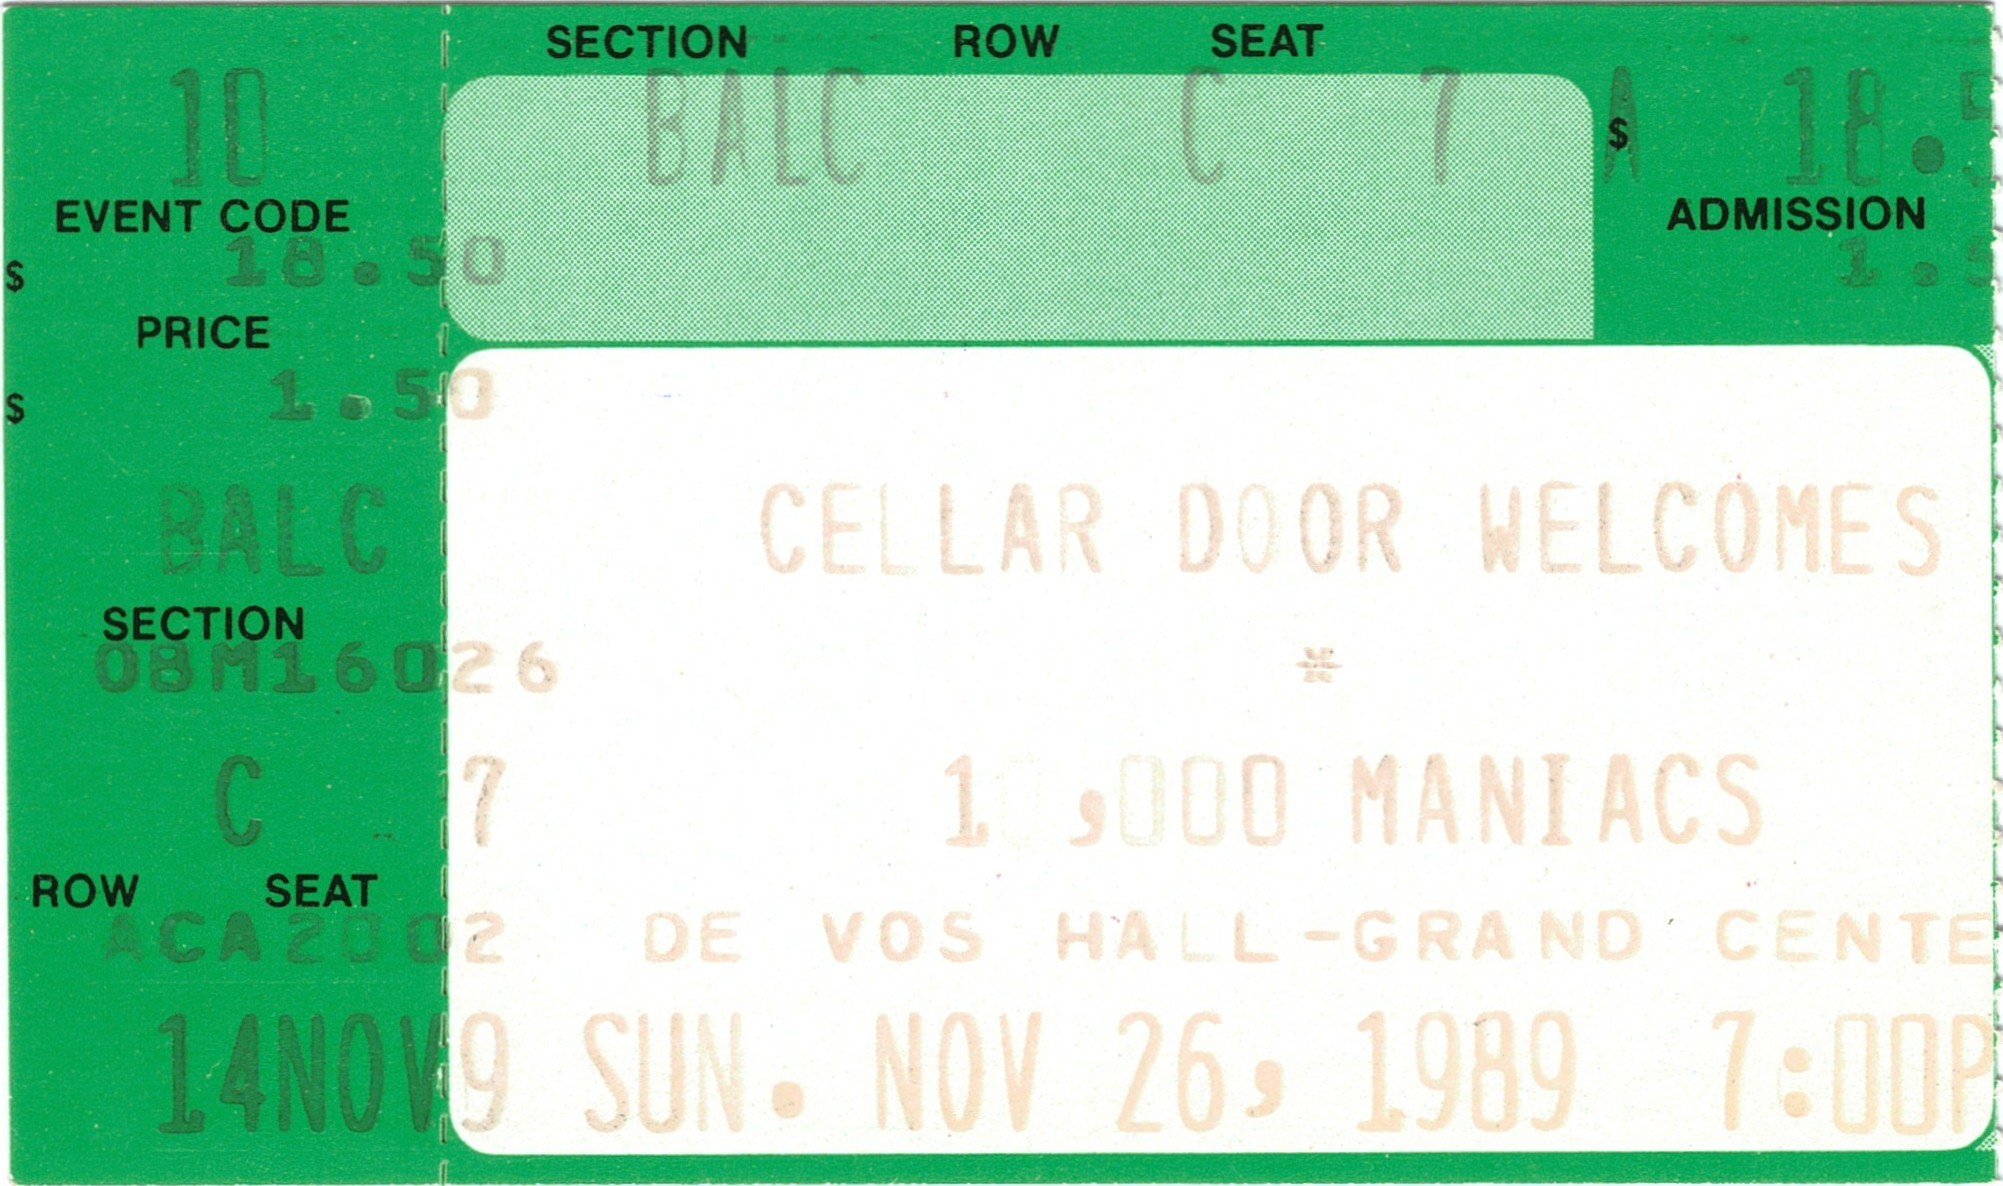 SECTION ROW SEAT
10 BALC C 7 A $ 18.5
EVENT CODE ADMISSION
$ 18.50 1.5
PRICE
$ 1.50
BALC CELLAR DOOR WELCOMES
SECTION
08M16026 *
C 7 10,000 MANIACS
ROW SEAT
ACA2002 DE VOS HALL-GRAND CENTE
14NOV9 SUN. NOV 26, 1989 7:00P